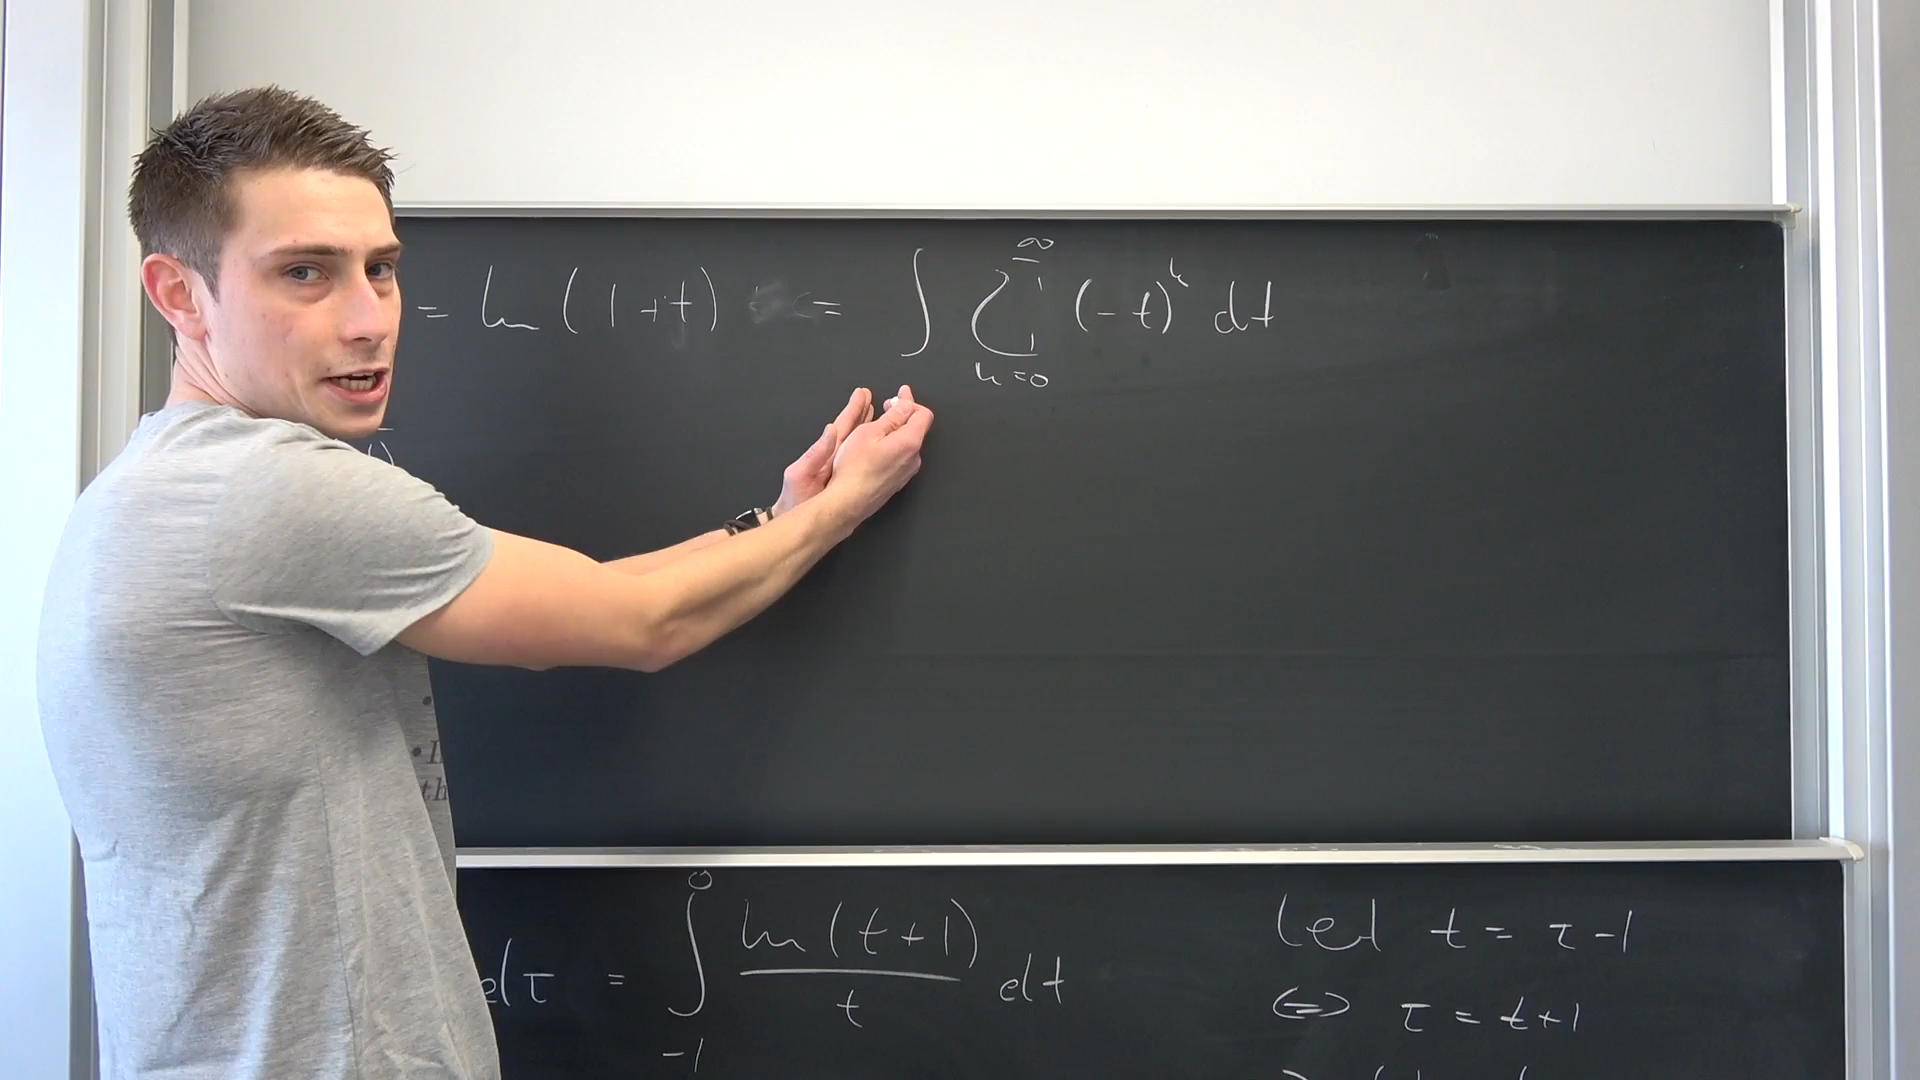 = ln(1+t) = ∫ ∑_{k=0}^{∞} (-t)^k dt
dτ = ∫_{-1}^{0} ln(t+1)/t dt
let t = τ-1
⇔ τ = t+1